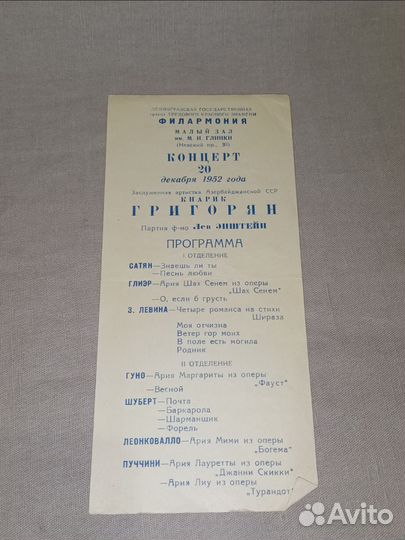 ЛЕНИНГРАДСКАЯ ГОСУДАРСТВЕННАЯ
ордена ТРУДОВОГО КРАСНОГО ЗНАМЕНИ
ФИЛАРМОНИЯ
МАЛЫЙ ЗАЛ
им. М. И. ГЛИНКИ
(Невский пр., 30)
КОНЦЕРТ
20
декабря 1952 года
Заслуженная артистка Азербайджанской ССР
КНАРИК
ГРИГОРЯН
Партия ф-но Лев ЭПШТЕЙН
ПРОГРАММА
I ОТДЕЛЕНИЕ
САТЯН—Знаешь ли ты
—Песнь любви
ГЛИЭР—Ария Шах Сенем из оперы
„Шах Сенем"
—О, если б грусть
З. ЛЕВИНА—Четыре романса на стихи
Шираза
Моя отчизна
Ветер гор моих
В поле есть могила
Родник
II ОТДЕЛЕНИЕ
ГУНО—Ария Маргариты из оперы
„Фауст"
—Весной
ШУБЕРТ—Почта
—Баркарола
—Шарманщик
—Форель
ЛЕОНКОВАЛЛО—Ария Мими из оперы
„Богема"
ПУЧЧИНИ—Ария Лауретты из оперы
„Джанни Скикки"
—Ария Лиу из оперы
„Турандот"
Avito